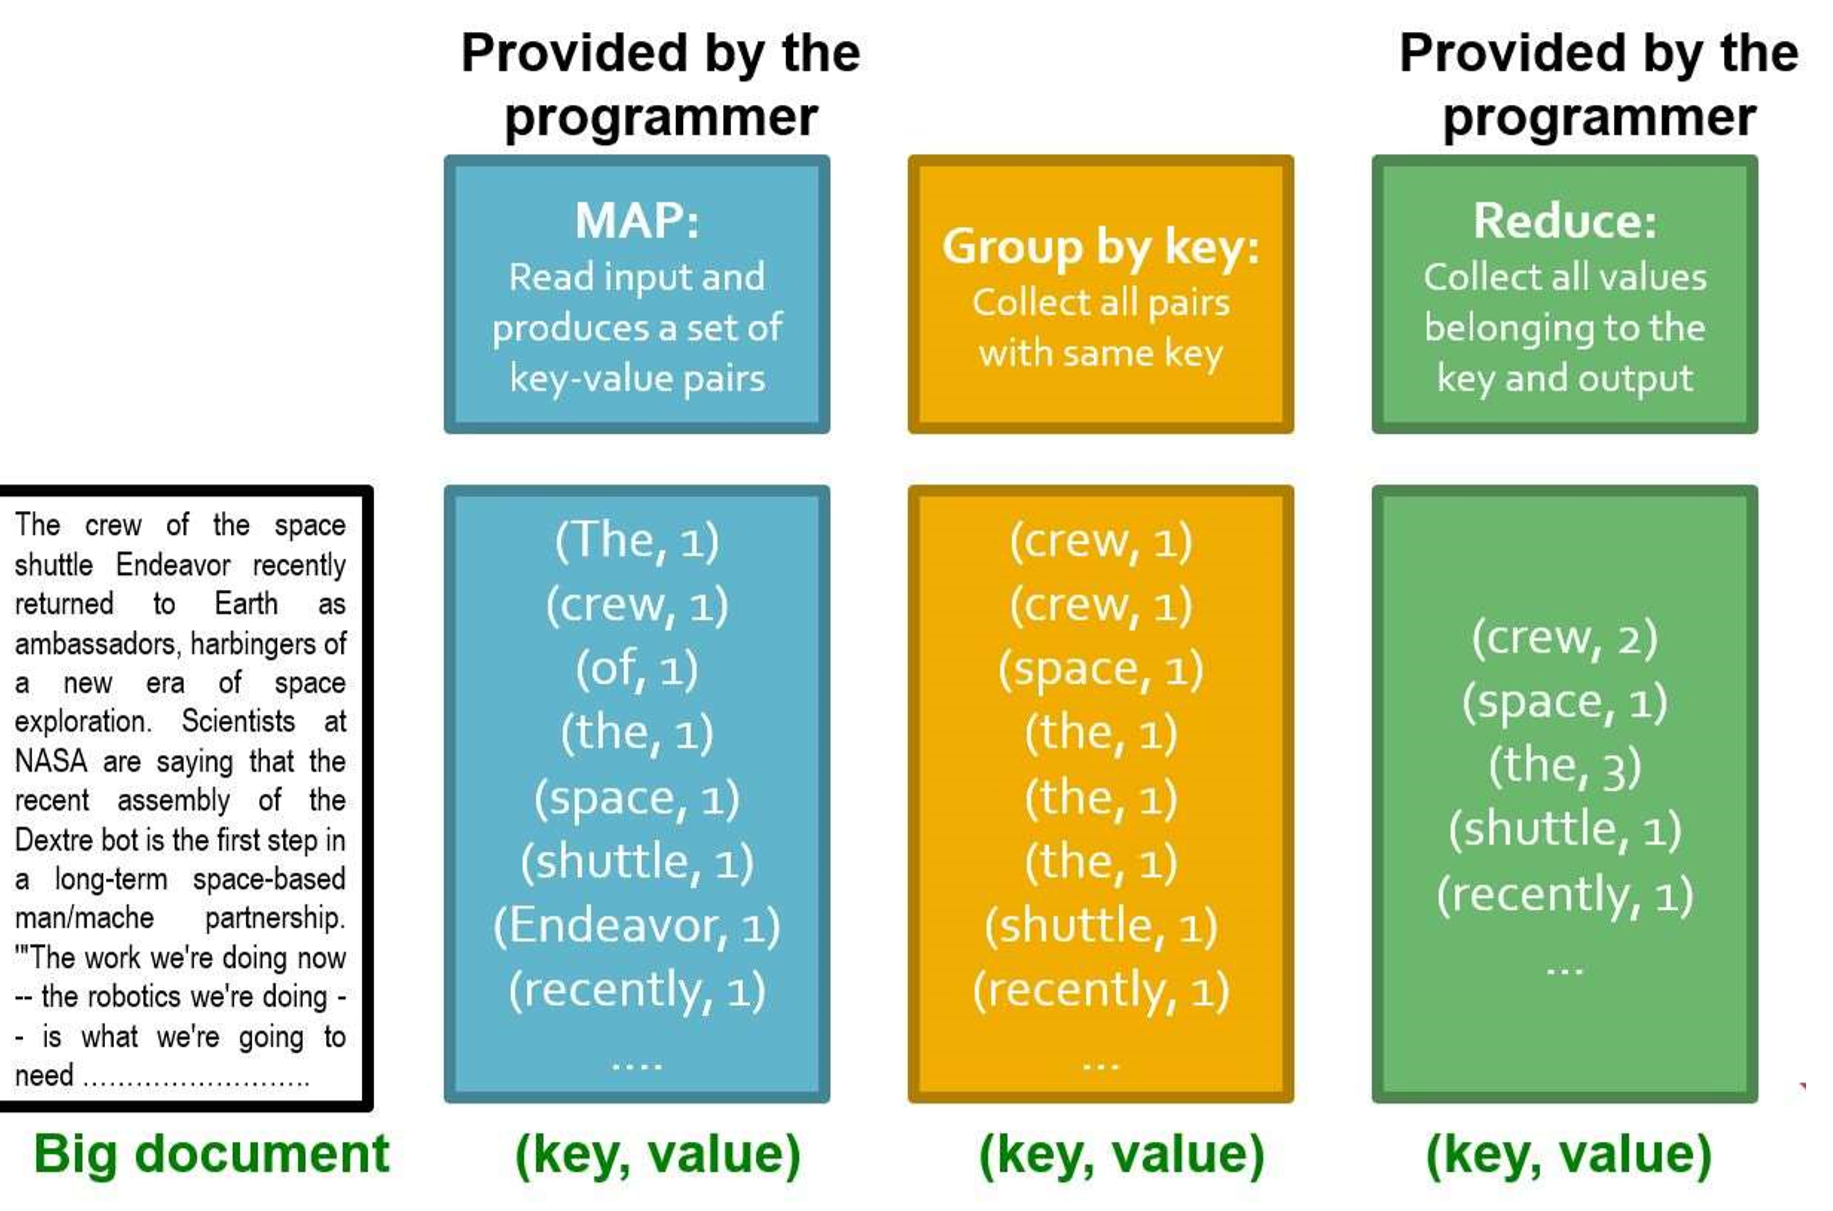 Provided by the
programmer
Provided by the
programmer
MAP:
Read input and
produces a set of
key-value pairs
Group by key:
Collect all pairs
with same key
Reduce:
Collect all values
belonging to the
key and output
The crew of the space
shuttle Endeavor recently
returned to Earth as
ambassadors, harbingers of
a new era of space
exploration. Scientists at
NASA are saying that the
recent assembly of the
Dextre bot is the first step in
a long-term space-based
man/mache partnership.
'"The work we're doing now
-- the robotics we're doing -
- is what we're going to
need ……………………..
Big document
(The, 1)
(crew, 1)
(of, 1)
(the, 1)
(space, 1)
(shuttle, 1)
(Endeavor, 1)
(recently, 1)
....
(key, value)
(crew, 1)
(crew, 1)
(space, 1)
(the, 1)
(the, 1)
(the, 1)
(shuttle, 1)
(recently, 1)
...
(key, value)
(crew, 2)
(space, 1)
(the, 3)
(shuttle, 1)
(recently, 1)
...
(key, value)